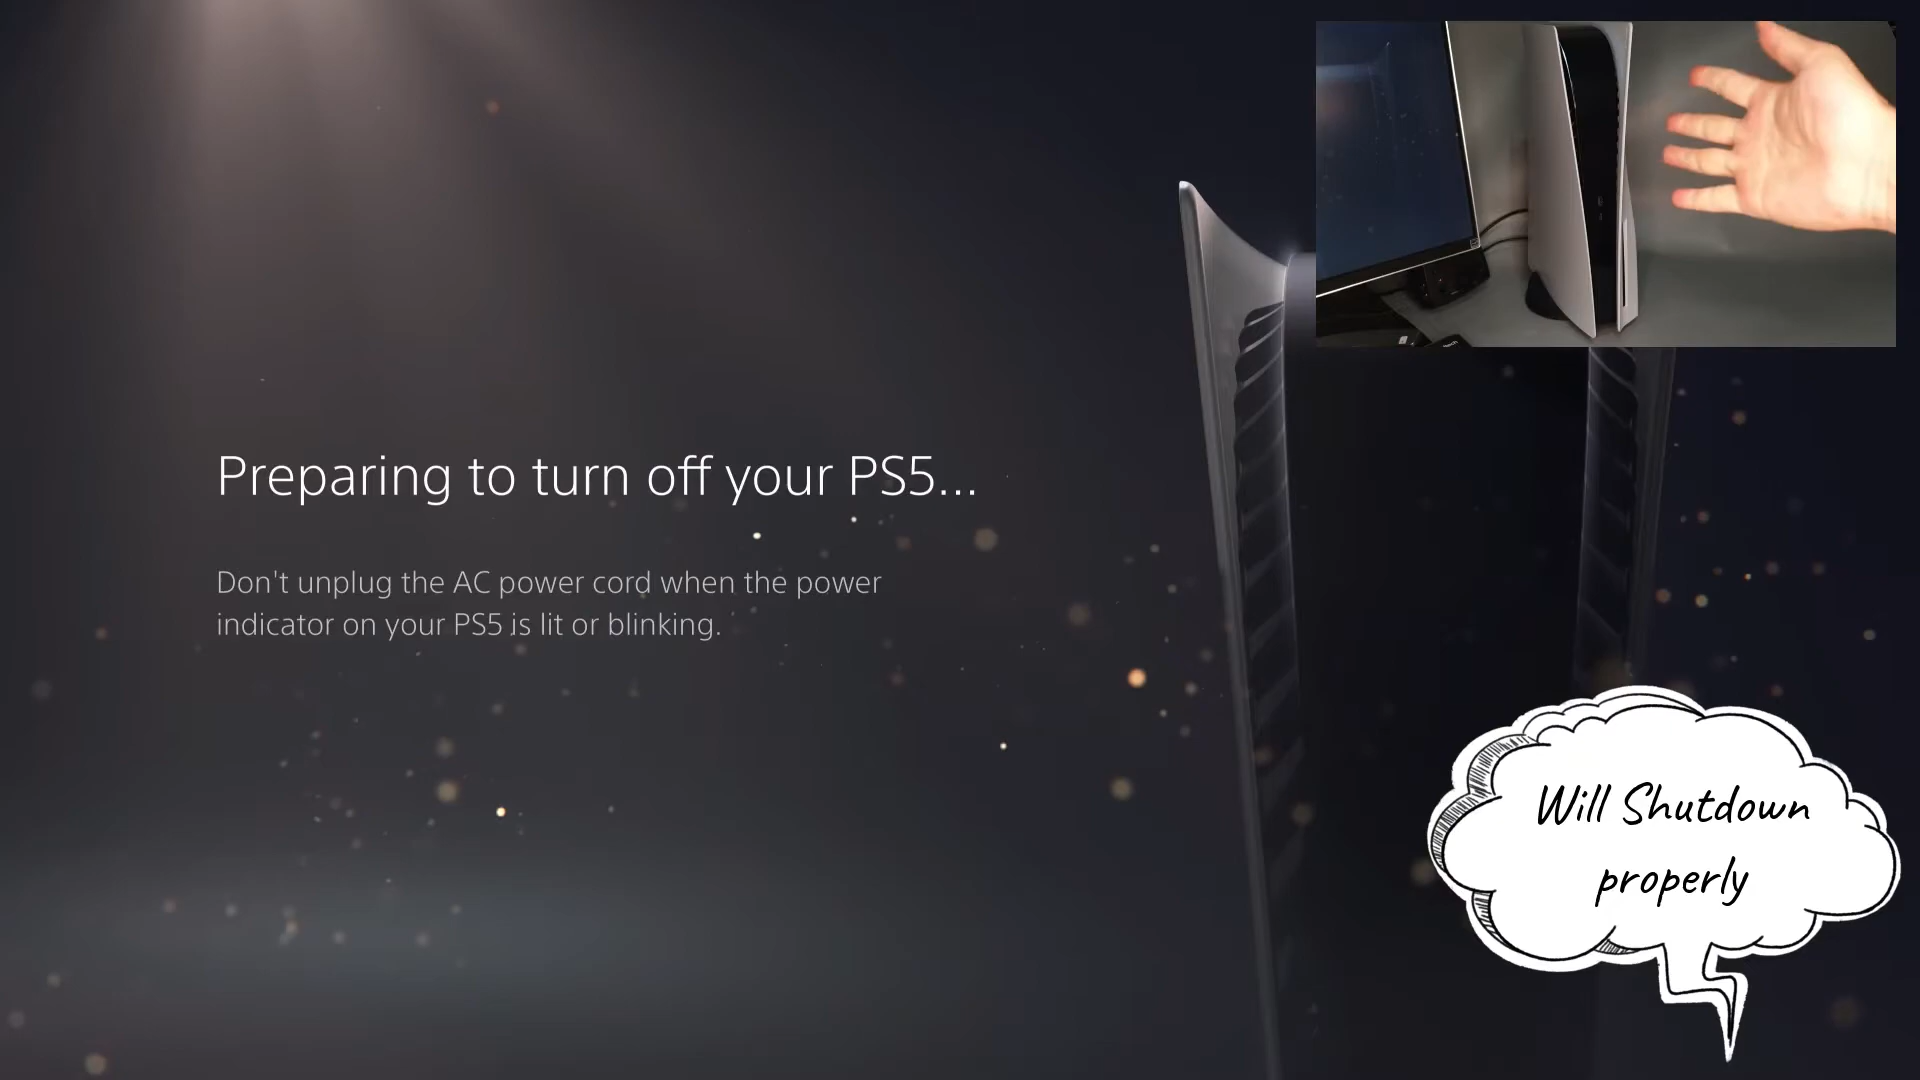 Preparing to turn off your PS5...
Don't unplug the AC power cord when the power
indicator on your PS5 is lit or blinking.
Will Shutdown
properly